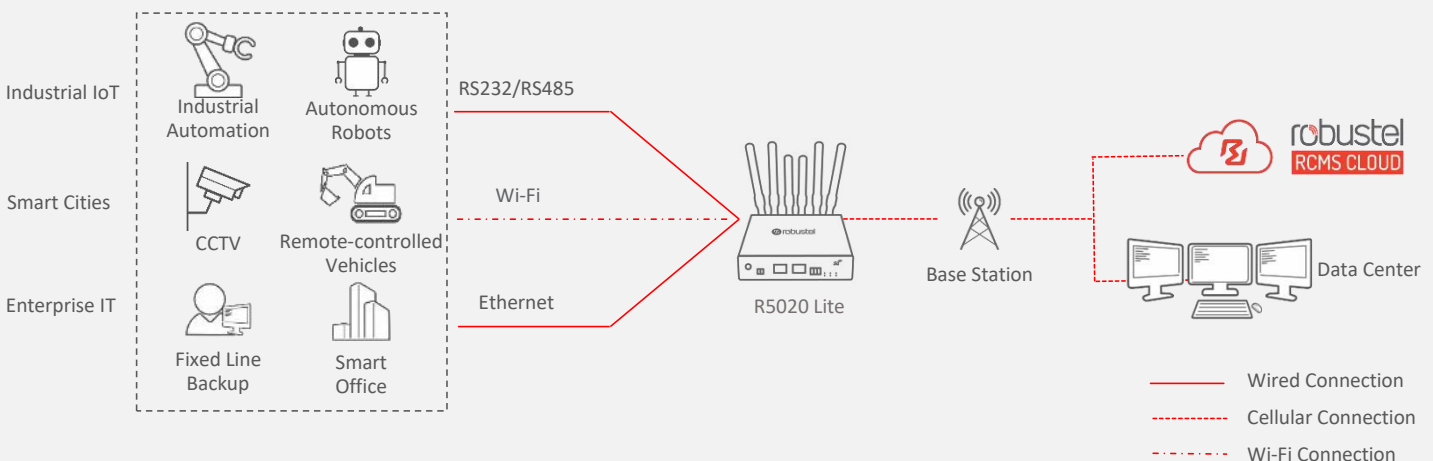 Industrial IoT
Industrial
Automation
Autonomous
Robots
RS232/RS485
Smart Cities
CCTV
Remote-controlled
Vehicles
Wi-Fi
Enterprise IT
Fixed Line
Backup
Smart
Office
Ethernet
robustel
R5020 Lite
Base Station
robustel
RCMS CLOUD
Data Center
Wired Connection
Cellular Connection
Wi-Fi Connection